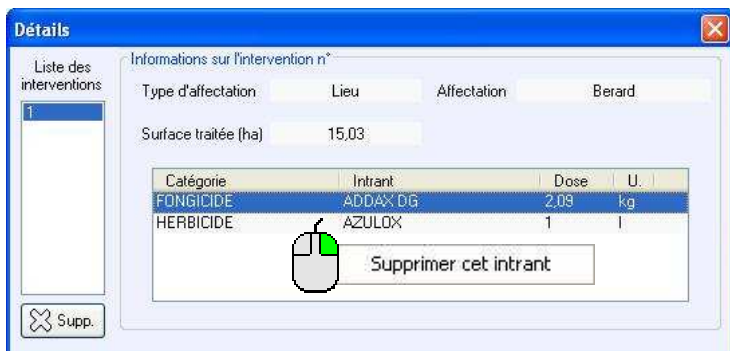 Détails
Liste des
interventions
1
Informations sur l'intervention n°
Type d'affectation Lieu Affectation Berard
Surface traitée (ha) 15,03
Catégorie Intrant Dose U.
FONGICIDE ADDAX DG 2,09 kg
HERBICIDE AZULOX 1 l
Supprimer cet intrant
Supp.